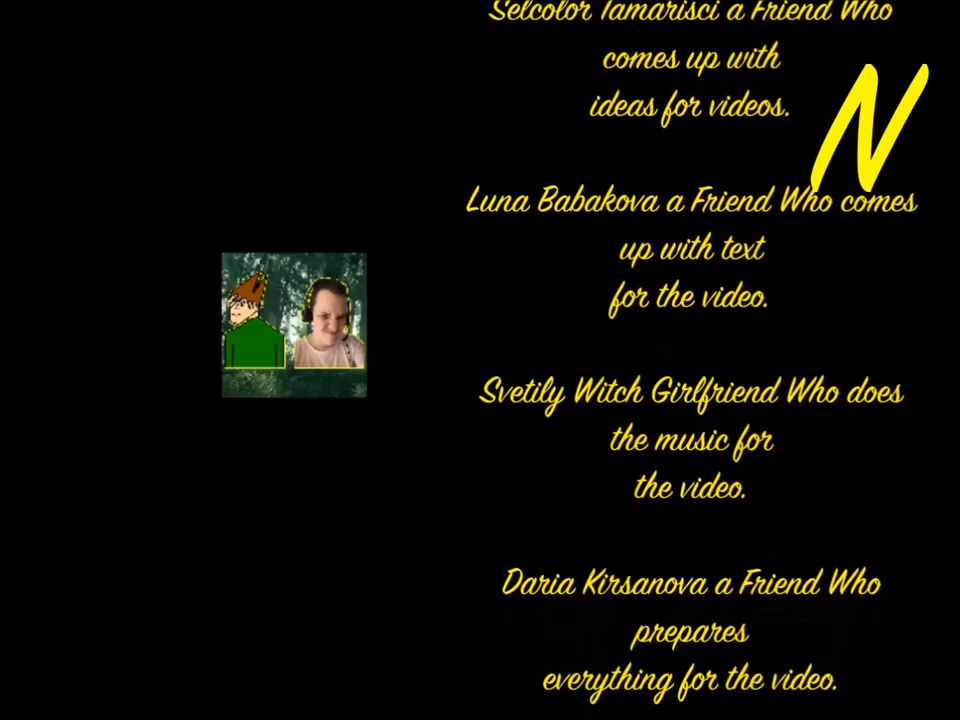 Selcolor Tamarisci a Friend Who
comes up with
ideas for videos.
N
Luna Babakova a Friend Who comes
up with text
for the video.
Svetily Witch Girlfriend Who does
the music for
the video.
Daria Kirsanova a Friend Who
prepares
everything for the video.